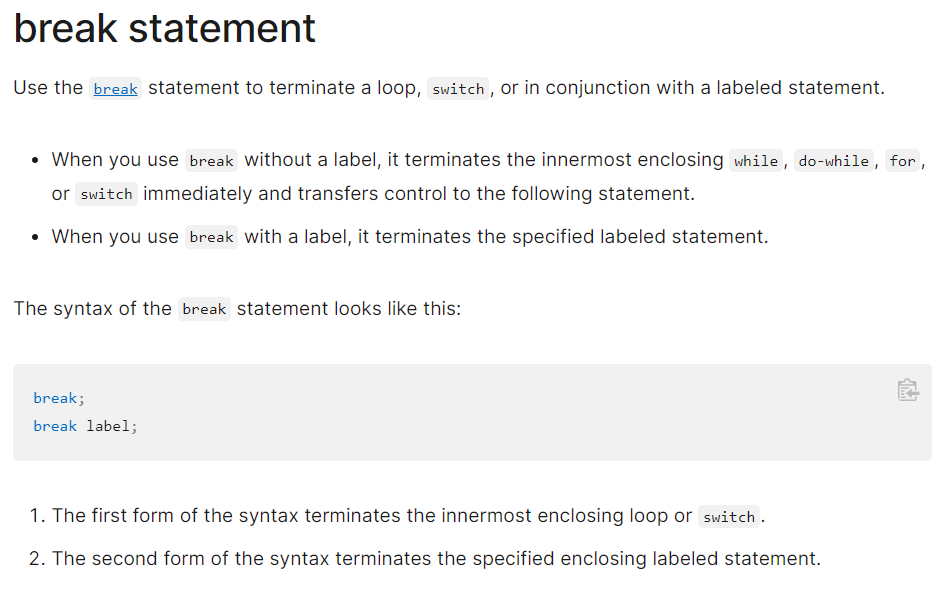 break statement
Use the break statement to terminate a loop, switch, or in conjunction with a labeled statement.
• When you use break without a label, it terminates the innermost enclosing while, do-while, for,
or switch immediately and transfers control to the following statement.
• When you use break with a label, it terminates the specified labeled statement.
The syntax of the break statement looks like this:
break;
break label;
1. The first form of the syntax terminates the innermost enclosing loop or switch.
2. The second form of the syntax terminates the specified enclosing labeled statement.